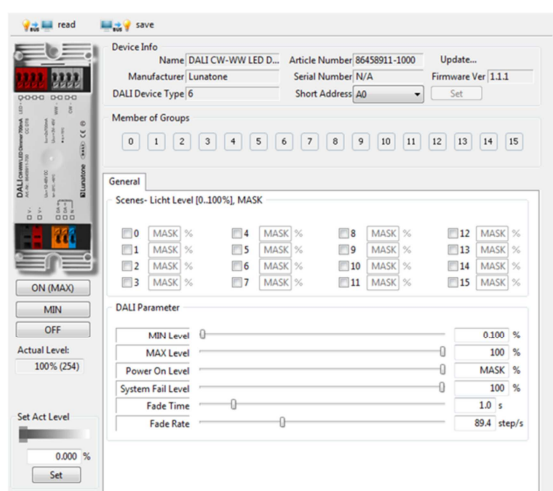 read save
Device Info
Name DALI CW-WW LED D... Article Number 86458911-1000 Update...
Manufacturer Lunatone Serial Number N/A Firmware Ver 1.1.1
DALI Device Type 6 Short Address A0 Set
Member of Groups
0 1 2 3 4 5 6 7 8 9 10 11 12 13 14 15
General
Scenes- Licht Level [0..100%], MASK
0 MASK % 4 MASK % 8 MASK % 12 MASK %
1 MASK % 5 MASK % 9 MASK % 13 MASK %
2 MASK % 6 MASK % 10 MASK % 14 MASK %
3 MASK % 7 MASK % 11 MASK % 15 MASK %
ON (MAX)
MIN
OFF
Actual Level:
100% (254)
Set Act Level
0.000 %
Set
DALI Parameter
MIN Level 0.100 %
MAX Level 100 %
Power On Level MASK %
System Fail Level 100 %
Fade Time 1.0 s
Fade Rate 89.4 step/s
DALI CW-WW LED Dimmer 700mA
Lunatone